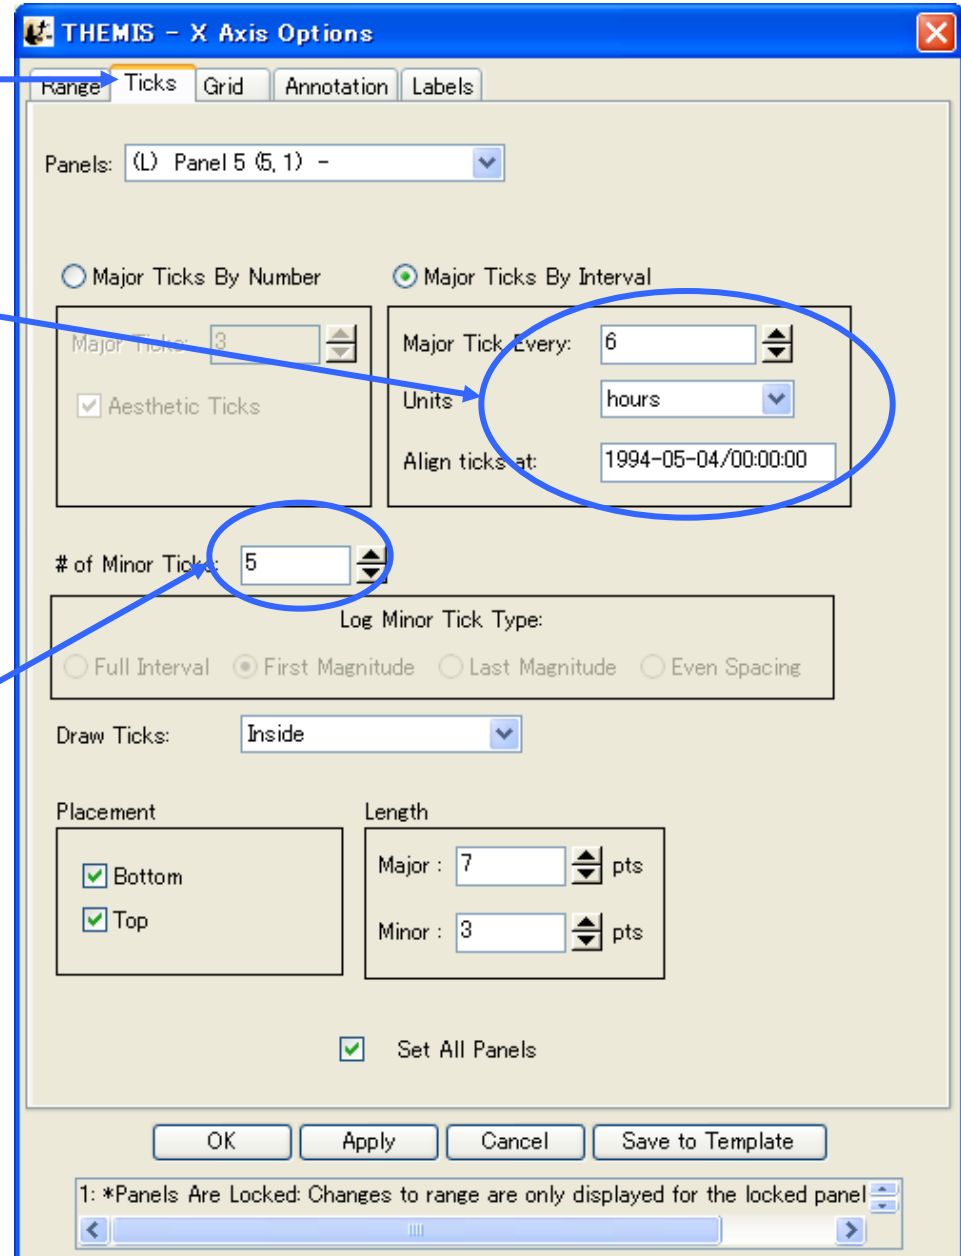 THEMIS - X Axis Options
Range Ticks Grid Annotation Labels
Panels: (L) Panel 5 (5, 1) -
Major Ticks By Number Major Ticks By Interval
Major Ticks: 3 Major Tick Every: 6
Aesthetic Ticks Units hours
Align ticks at: 1994-05-04/00:00:00
# of Minor Ticks: 5
Log Minor Tick Type:
Full Interval First Magnitude Last Magnitude Even Spacing
Draw Ticks: Inside
Placement Length
Bottom Major : 7 pts
Top Minor : 3 pts
Set All Panels
OK Apply Cancel Save to Template
1: *Panels Are Locked: Changes to range are only displayed for the locked panel